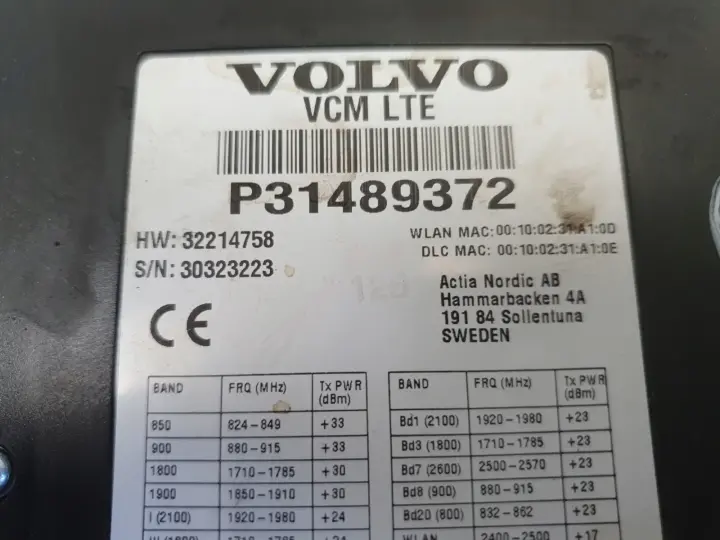 VOLVO
VCM LTE
P31489372
HW: 32214758
S/N: 30323223
WLAN MAC: 00:10:02:31:A1:0D
DLC MAC: 00:10:02:31:A1:0E
Actia Nordic AB
Hammarbacken 4A
191 84 Sollentuna
SWEDEN
CE
BAND FRQ (MHz) Tx PWR (dBm)
850 824-849 +33
900 880-915 +33
1800 1710-1785 +30
1900 1850-1910 +30
I (2100) 1920-1980 +24
BAND FRQ (MHz) Tx PWR (dBm)
Bd1 (2100) 1920-1980 +23
Bd3 (1800) 1710-1785 +23
Bd7 (2600) 2500-2570 +23
Bd8 (900) 880-915 +23
Bd20 (800) 832-862 +23
WLAN 2400-2500 +17